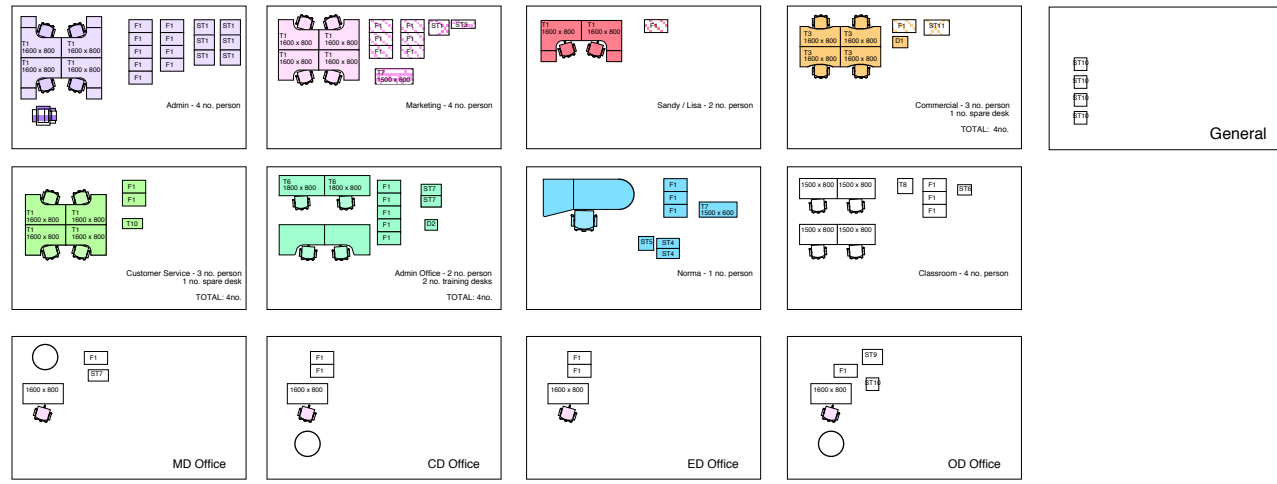 T1 T1
1600 x 800 1600 x 800
T1 T1
1600 x 800 1600 x 800
F1 F1 ST1 ST1
F1 F1 ST1 ST1
F1 F1 ST1 ST1
F1 F1
F1
Admin - 4 no. person
T1 T1
1600 x 800 1600 x 800
T1 T1
1600 x 800 1600 x 800
F1 F1 ST1 ST3
F1 F1
F1 F1
T7
1500 x 600
Marketing - 4 no. person
T1 T1
1600 x 800 1600 x 800
F1
Sandy / Lisa - 2 no. person
T3 T3
1600 x 800 1600 x 800
T3 T3
1600 x 800 1600 x 800
F1 ST11
D1
Commercial - 3 no. person
1 no. spare desk
TOTAL: 4no.
ST10
ST10
ST10
ST10
General
T1 T1
1600 x 800 1600 x 800
T1 T1
1600 x 800 1600 x 800
F1
F1
T10
Customer Service - 3 no. person
1 no. spare desk
TOTAL: 4no.
T6 T6
1800 x 800 1800 x 800
F1 ST7
F1 ST7
F1
F1 D2
F1
Admin Office - 2 no. person
2 no. training desks
TOTAL: 4no.
F1
F1
F1
T7
1500 x 600
ST5 ST4
ST4
Norma - 1 no. person
1500 x 800 1500 x 800
1500 x 800 1500 x 800
T8 F1 ST6
F1
F1
Classroom - 4 no. person
F1
ST7
1600 x 800
MD Office
F1
F1
1600 x 800
CD Office
F1
F1
1600 x 800
ED Office
ST9
F1
ST10
1600 x 800
OD Office